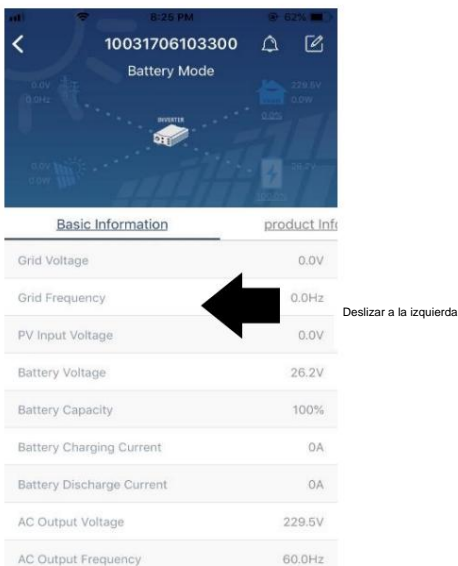 8:25 PM
62%
10031706103300
Battery Mode
0.0V
0.0Hz
229.5V
0.0W
0.0%
INVERTER
0.0V
0.0W
26.2V
100.0%
Basic Information
product Info
Grid Voltage
0.0V
Grid Frequency
0.0Hz
PV Input Voltage
0.0V
Battery Voltage
26.2V
Battery Capacity
100%
Battery Charging Current
0A
Battery Discharge Current
0A
AC Output Voltage
229.5V
AC Output Frequency
60.0Hz
Deslizar a la izquierda